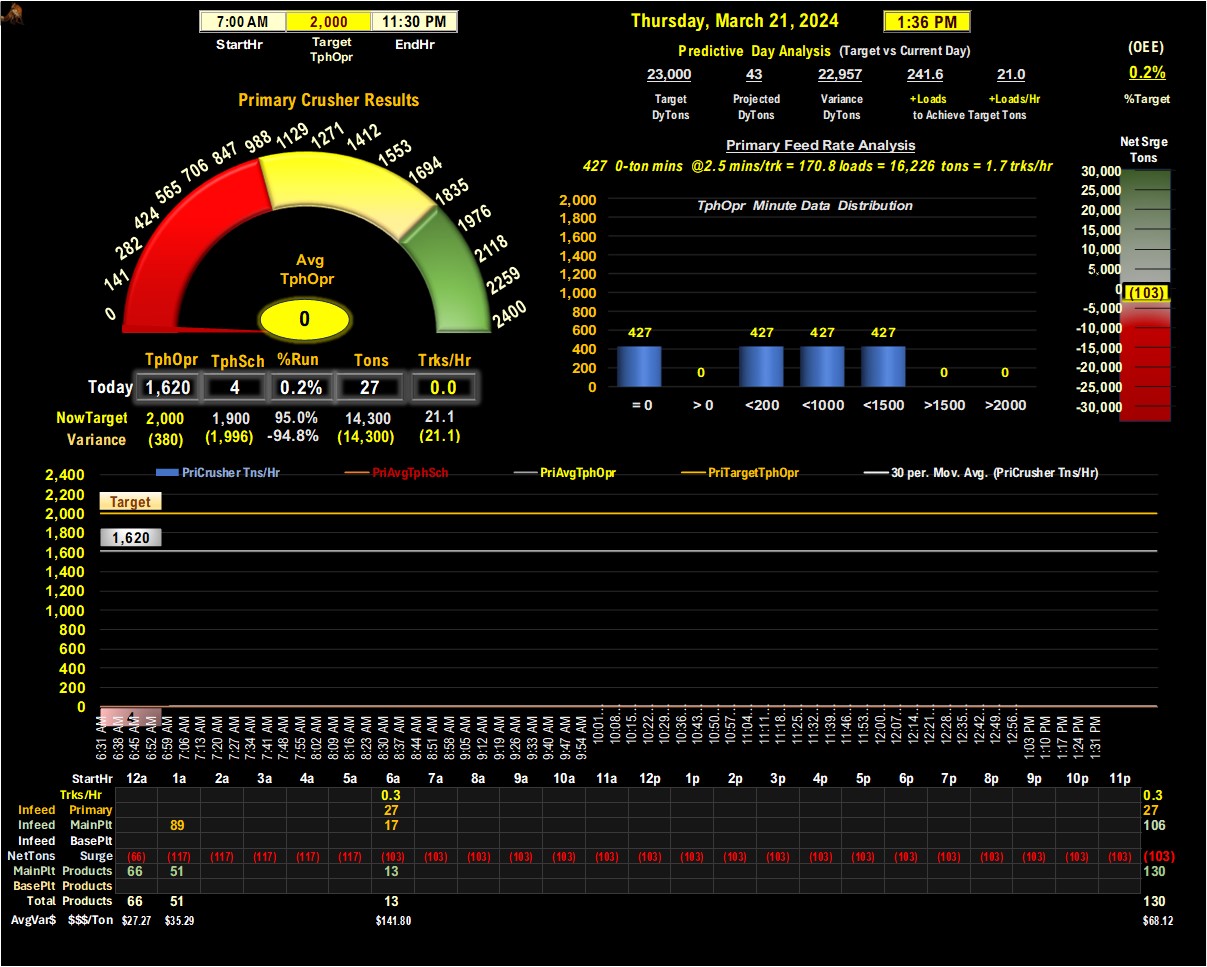 7:00 AM 2,000 11:30 PM
StartHr Target TphOpr EndHr
Thursday, March 21, 2024 1:36 PM
Predictive Day Analysis (Target vs Current Day)
23,000 43 22,957 241.6 21.0
Target Projected Variance +Loads +Loads/Hr
DyTons DyTons DyTons to Achieve Target Tons
(OEE)
0.2%
%Target
Primary Crusher Results
0 141 282 424 565 706 847 988 1129 1271 1412 1553 1694 1835 1976 2118 2259 2400
Avg
TphOpr
0
TphOpr TphSch %Run Tons Trks/Hr
Today 1,620 4 0.2% 27 0.0
NowTarget 2,000 1,900 95.0% 14,300 21.1
Variance (380) (1,996) -94.8% (14,300) (21.1)
Primary Feed Rate Analysis
427 0-ton mins @2.5 mins/trk = 170.8 loads = 16,226 tons = 1.7 trks/hr
TphOpr Minute Data Distribution
2,000
1,800
1,600
1,400
1,200
1,000
800
600
400
200
0
427 0 427 427 427 0 0
= 0 > 0 <200 <1000 <1500 >1500 >2000
Net Srge
Tons
30,000
25,000
20,000
15,000
10,000
5,000
0
(103)
-5,000
-10,000
-15,000
-20,000
-25,000
-30,000
PriCrusher Tns/Hr PriAvgTphSch PriAvgTphOpr PriTargetTphOpr 30 per. Mov. Avg. (PriCrusher Tns/Hr)
2,400
2,200
2,000
1,800
1,600
1,400
1,200
1,000
800
600
400
200
0
Target
1,620
4
6:31 AM 6:38 AM 6:45 AM 6:52 AM 6:59 AM 7:06 AM 7:13 AM 7:20 AM 7:27 AM 7:34 AM 7:41 AM 7:48 AM 7:55 AM 8:02 AM 8:09 AM 8:16 AM 8:23 AM 8:30 AM 8:37 AM 8:44 AM 8:51 AM 8:58 AM 9:05 AM 9:12 AM 9:19 AM 9:26 AM 9:33 AM 9:40 AM 9:47 AM 9:54 AM 10:01… 10:08… 10:15… 10:22… 10:29… 10:36… 10:43… 10:50… 10:57… 11:04… 11:11… 11:18… 11:25… 11:32… 11:39… 11:46… 11:53… 12:00… 12:07… 12:14… 12:21… 12:28… 12:35… 12:42… 12:49… 12:56… 1:03 PM 1:10 PM 1:17 PM 1:24 PM 1:31 PM
StartHr 12a 1a 2a 3a 4a 5a 6a 7a 8a 9a 10a 11a 12p 1p 2p 3p 4p 5p 6p 7p 8p 9p 10p 11p
Trks/Hr 0.3 0.3
Infeed Primary 27 27
Infeed MainPlt 89 17 106
Infeed BasePlt
NetTons Surge (66) (117) (117) (117) (117) (117) (103) (103) (103) (103) (103) (103) (103) (103) (103) (103) (103) (103) (103) (103) (103) (103) (103) (103) (103)
MainPlt Products 66 51 13 130
BasePlt Products
Total Products 66 51 13 130
AvgVar$ $$$/Ton $27.27 $35.29 $141.80 $68.12